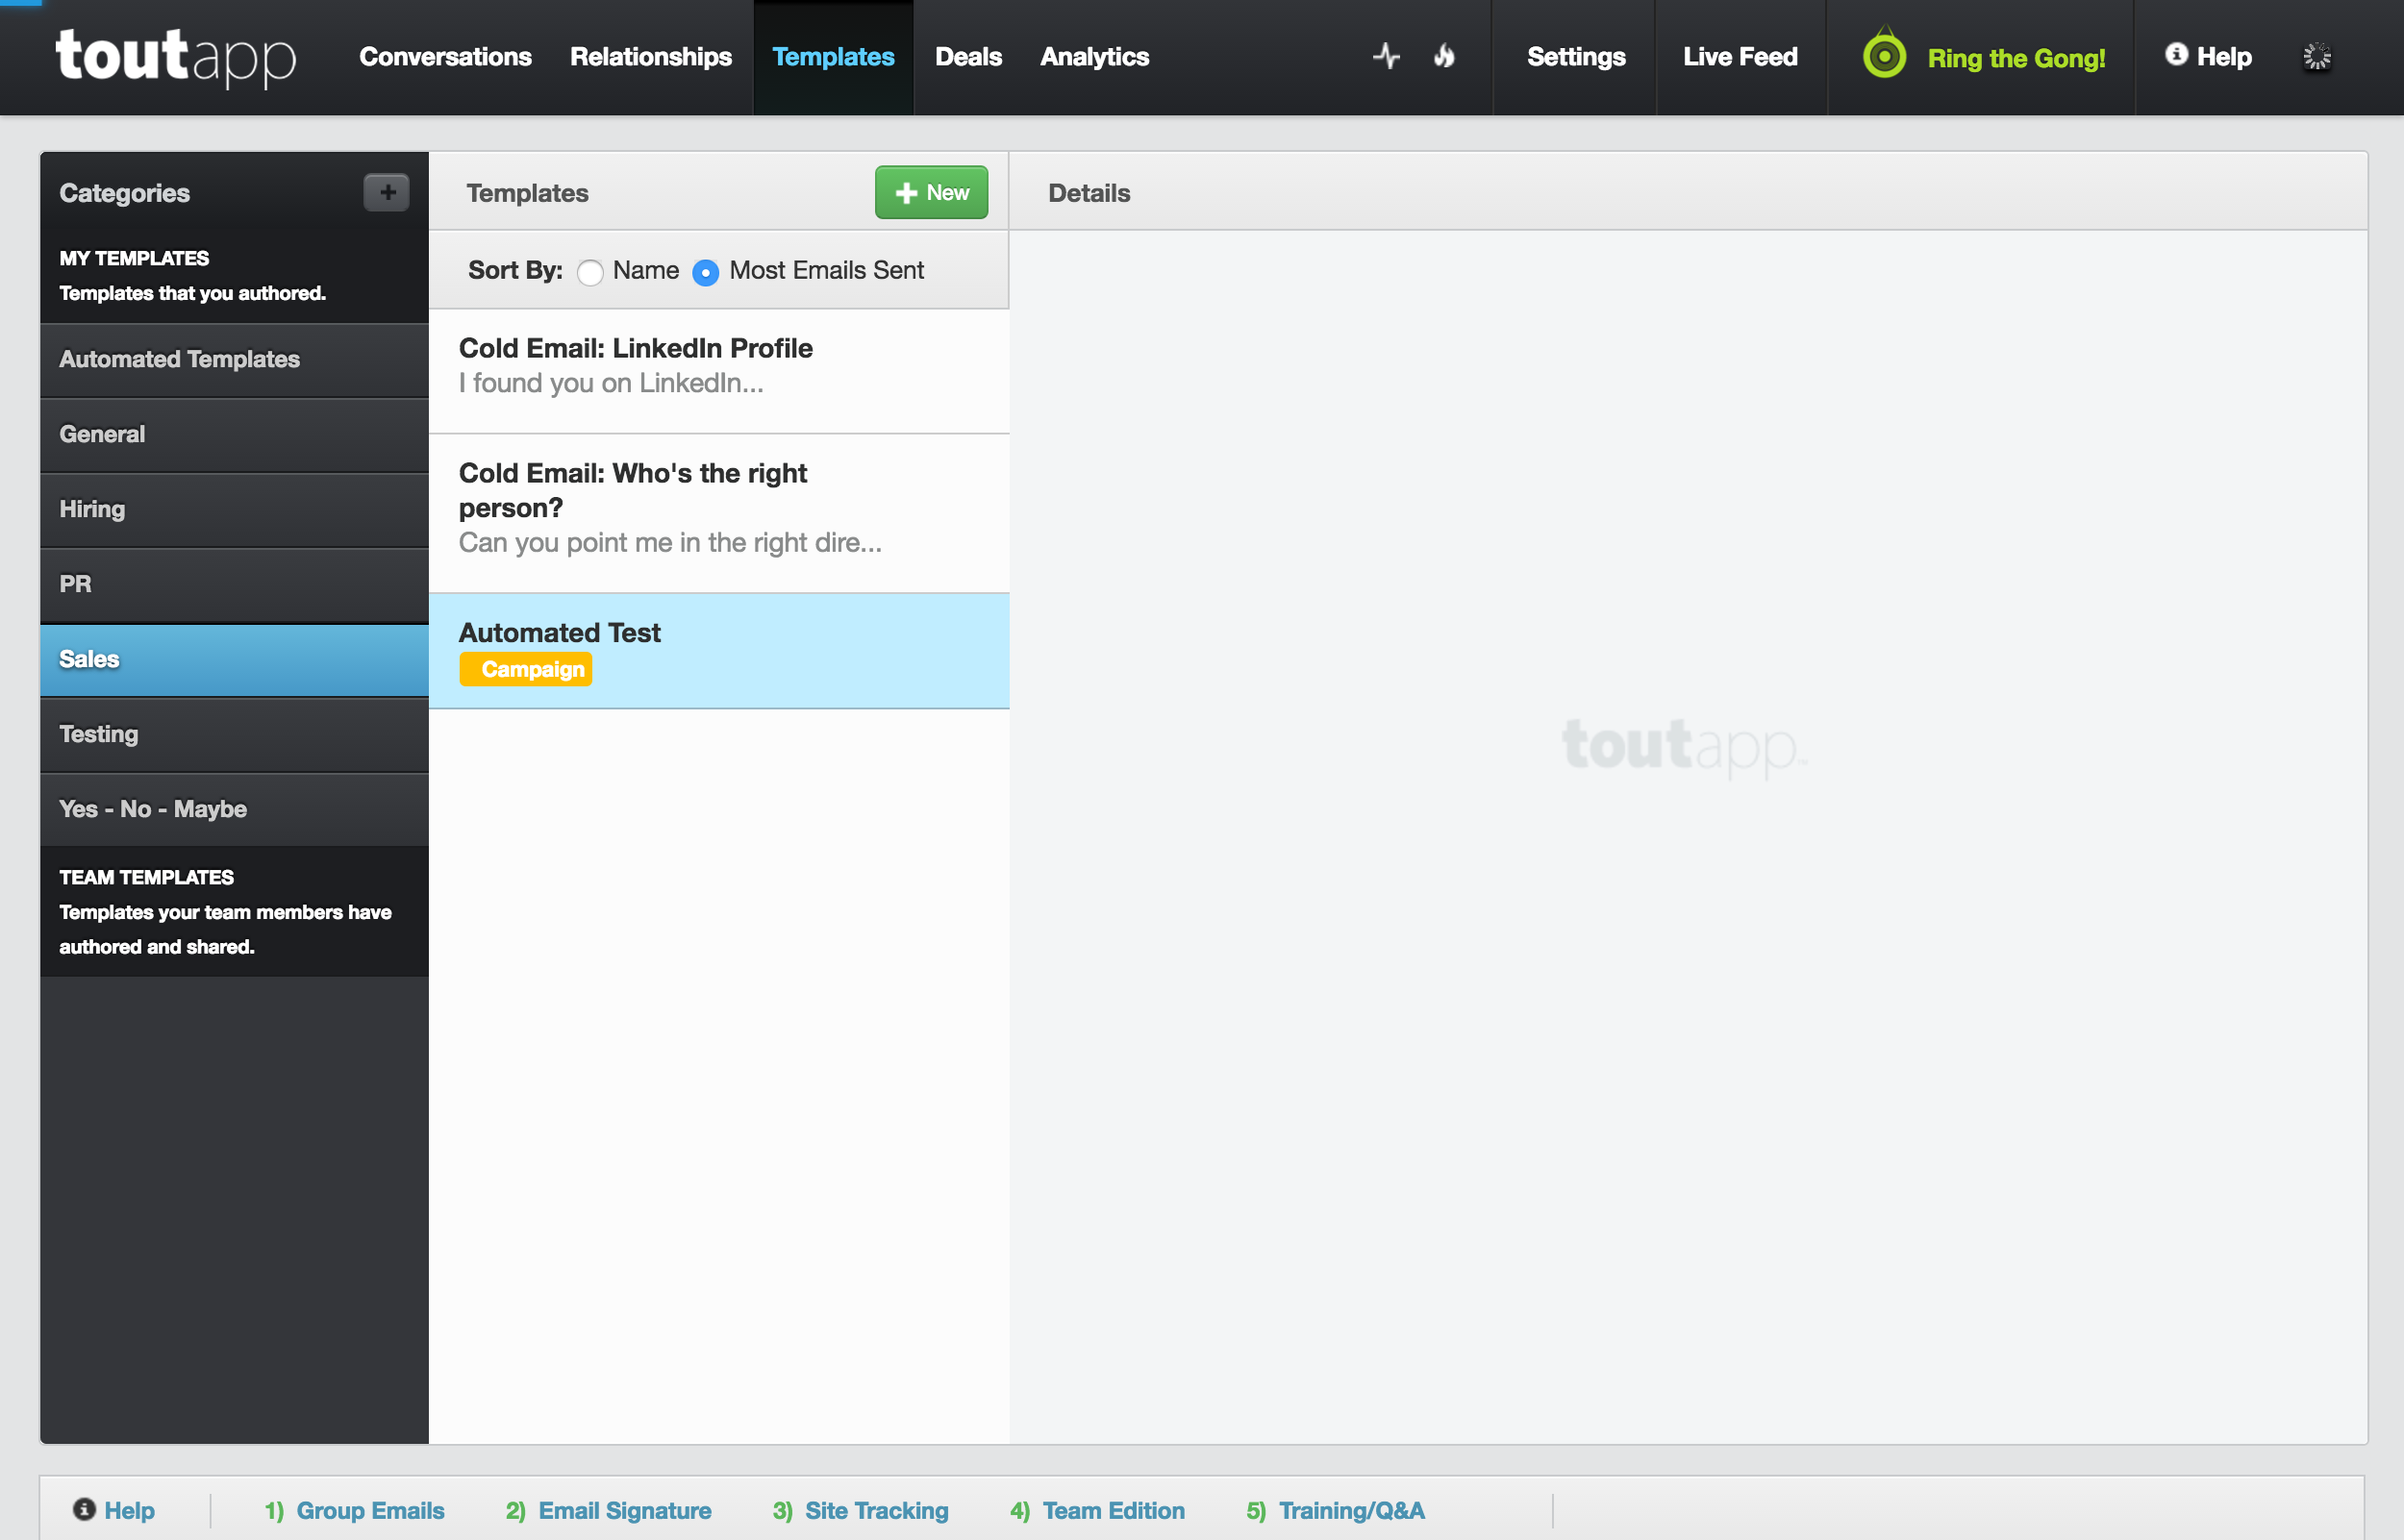 toutapp
Conversations Relationships Templates Deals Analytics Settings Live Feed Ring the Gong! Help
Categories
MY TEMPLATES
Templates that you authored.
Automated Templates
General
Hiring
PR
Sales
Testing
Yes - No - Maybe
TEAM TEMPLATES
Templates your team members have
authored and shared.
Templates New
Sort By: Name Most Emails Sent
Cold Email: LinkedIn Profile
I found you on LinkedIn...
Cold Email: Who's the right
person?
Can you point me in the right dire...
Automated Test
Campaign
Details
toutapp™
Help 1) Group Emails 2) Email Signature 3) Site Tracking 4) Team Edition 5) Training/Q&A